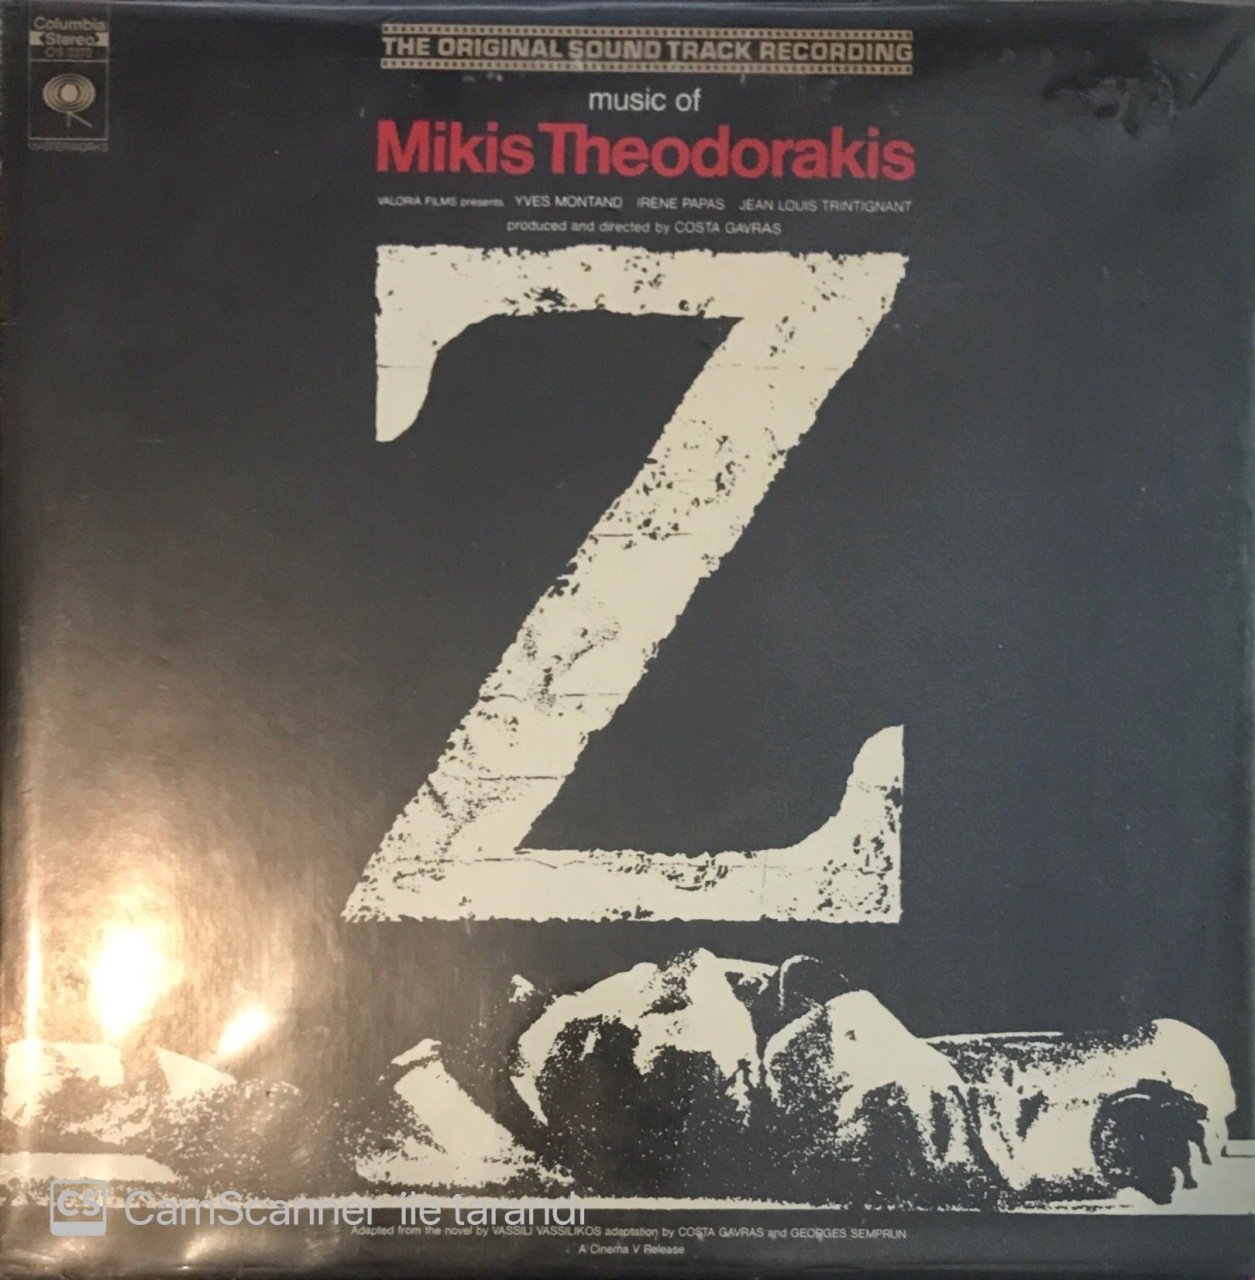 Columbia
Stereo
THE ORIGINAL SOUND TRACK RECORDING
music of
Mikis Theodorakis
VALORIA FILMS presents YVES MONTAND IRENE PAPAS JEAN LOUIS TRINTIGNANT
produced and directed by COSTA GAVRAS
Z
MASTERWORKS
CS CamScanner ile tarandı
Adapted from the novel by VASSILI VASSILIKOS adaptation by COSTA GAVRAS and GEORGES SEMPRUN
A Cinema V Release